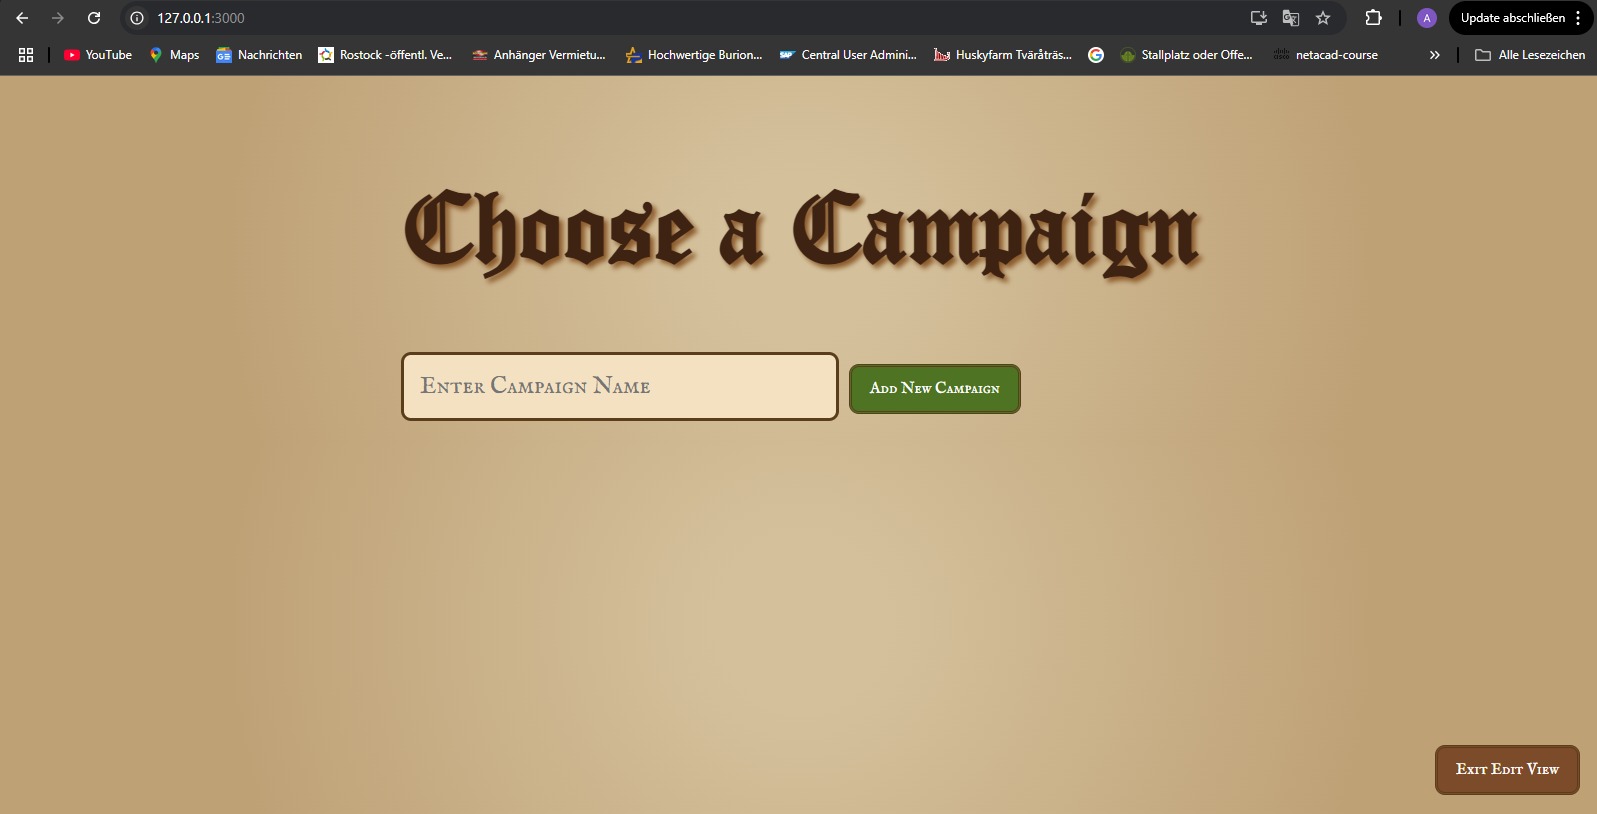 127.0.0.1:3000
A
Update abschließen
YouTube
Maps
Nachrichten
Rostock -öffentl. Ve...
Anhänger Vermietu...
Hochwertige Burion...
Central User Admini...
Huskyfarm Tväråträs...
Stallplatz oder Offe...
netacad-course
Alle Lesezeichen
Choose a Campaign
Enter Campaign Name
Add New Campaign
Exit Edit View